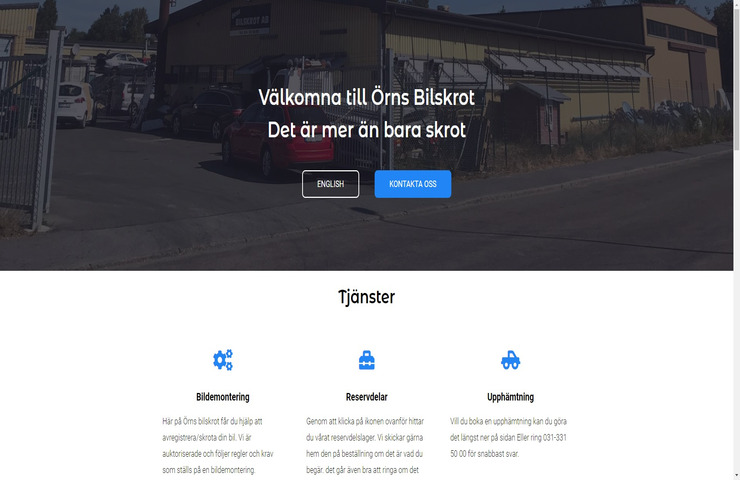 BILSKROT AB
Välkomna till Örns Bilskrot
Det är mer än bara skrot
ENGLISH
KONTAKTA OSS
Tjänster
Bildemontering
Här på Örns bilskrot får du hjälp att
avregistrera/skrota din bil. Vi är
auktoriserade och följer regler och krav
som ställs på en bildemontering.
Reservdelar
Genom att klicka på ikonen ovanför hittar
du vårat reservdelslager. Vi skickar gärna
hem den på beställning om det är vad du
begär. det går även bra att ringa om det
Upphämtning
Vill du boka en upphämtning kan du göra
det längst ner på sidan Eller ring 031-331
50 00 för snabbast svar.